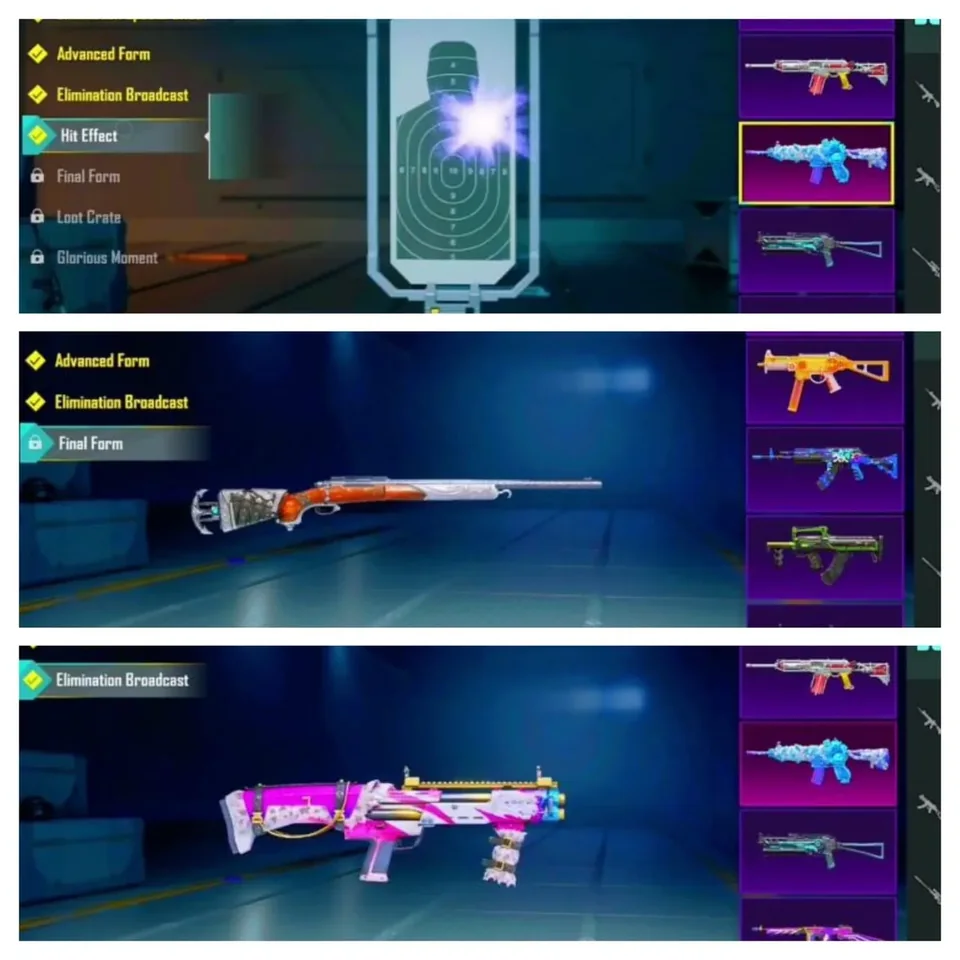 Advanced Form
Elimination Broadcast
Hit Effect
Final Form
Loot Crate
Glorious Moment
Advanced Form
Elimination Broadcast
Final Form
Elimination Broadcast